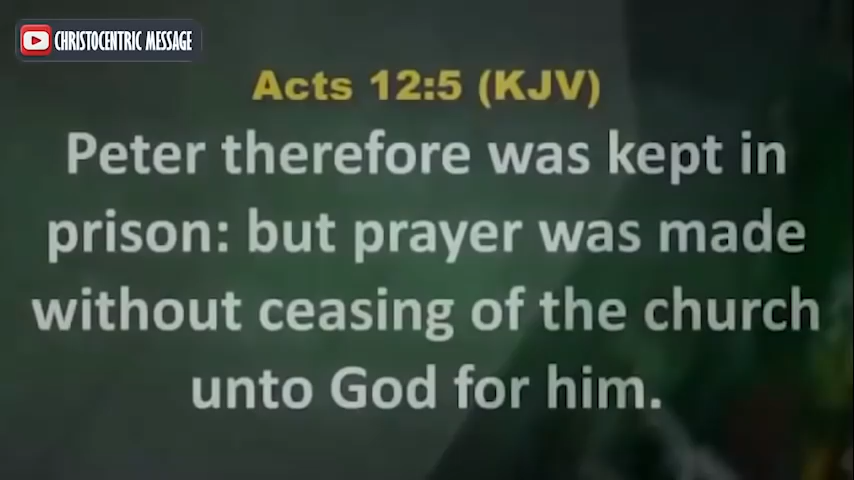 CHRISTOCENTRIC MESSAGE
Acts 12:5 (KJV)
Peter therefore was kept in
prison: but prayer was made
without ceasing of the church
unto God for him.